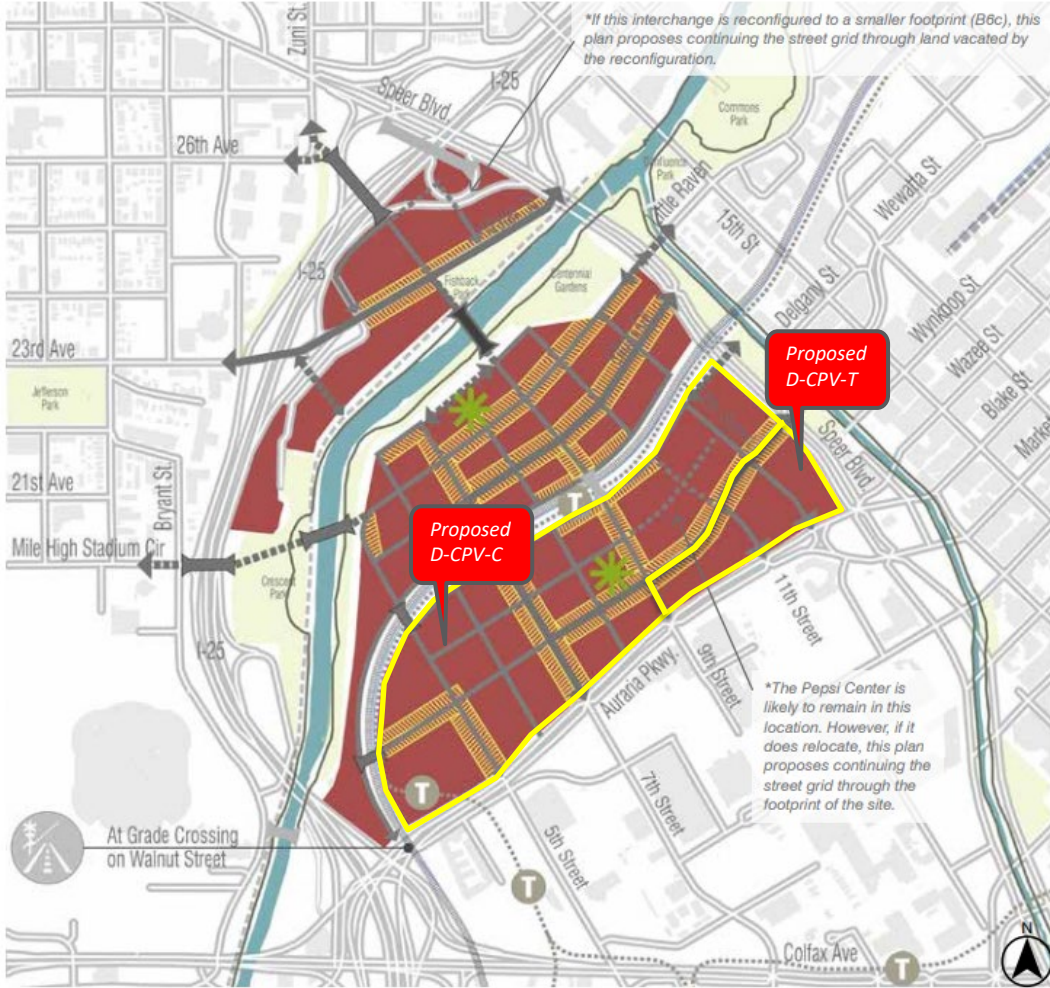 *If this interchange is reconfigured to a smaller footprint (B6c), this
plan proposes continuing the street grid through land vacated by
the reconfiguration.
Zuni St.
I-25
Speer Blvd.
Commons
Park
26th Ave
Confluence
Park
Little Raven
15th St
Wewatta St
I-25
Fishback
Park
Centennial
Gardens
Delgany St.
Wynkoop St
Wazee St
Blake St.
Market
23rd Ave
Proposed
D-CPV-T
Jefferson
Park
Speer Blvd.
21st Ave
Bryant St.
T
Proposed
D-CPV-C
Mile High Stadium Cir
Crescent
Park
11th Street
I-25
Auraria Pkwy.
9th Street
*The Pepsi Center is
likely to remain in this
location. However, if it
does relocate, this plan
proposes continuing the
street grid through the
footprint of the site.
T
7th Street
At Grade Crossing
on Walnut Street
5th Street
T
N
Colfax Ave
T